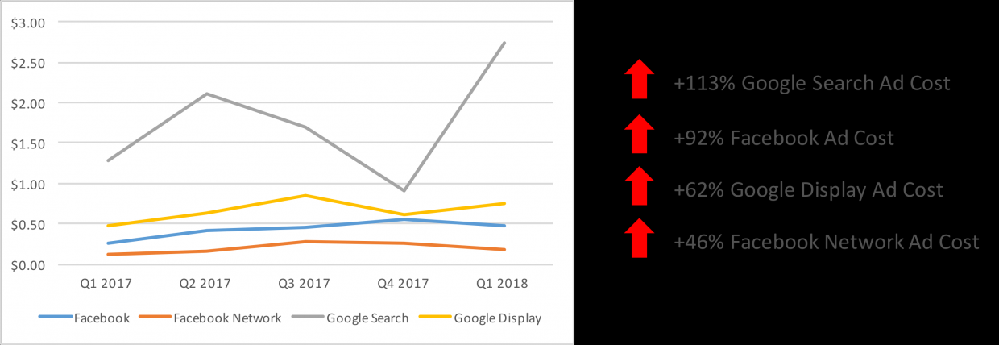 $3.00
$2.50
$2.00
$1.50
$1.00
$0.50
$0.00
Q1 2017 Q2 2017 Q3 2017 Q4 2017 Q1 2018
Facebook Facebook Network Google Search Google Display
+113% Google Search Ad Cost
+92% Facebook Ad Cost
+62% Google Display Ad Cost
+46% Facebook Network Ad Cost